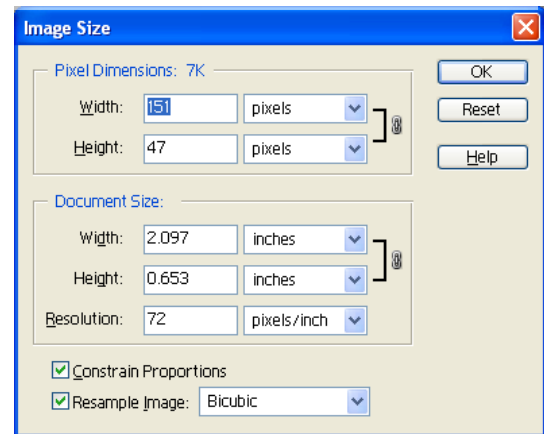 Image Size
Pixel Dimensions: 7K
OK
Width: 151 pixels
Reset
Height: 47 pixels
Help
Document Size:
Width: 2.097 inches
Height: 0.653 inches
Resolution: 72 pixels/inch
Constrain Proportions
Resample Image: Bicubic